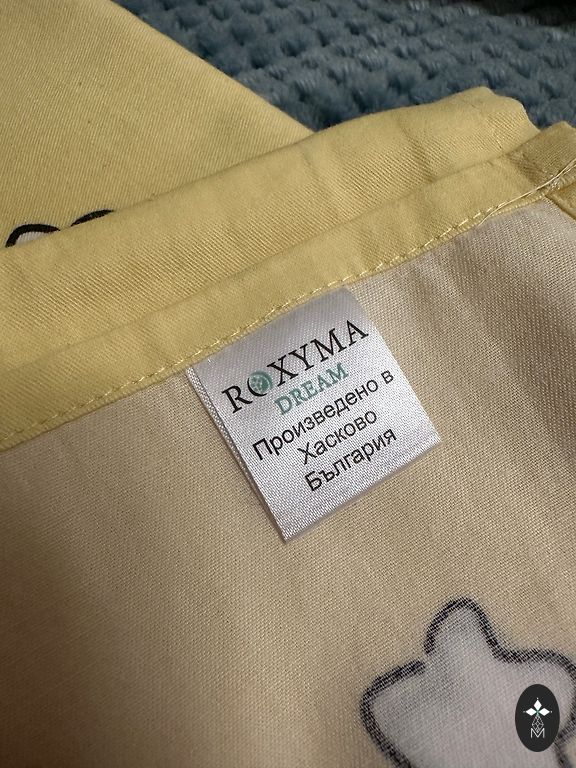 ROXYMA
DREAM
Произведено в
Хасково
България
M